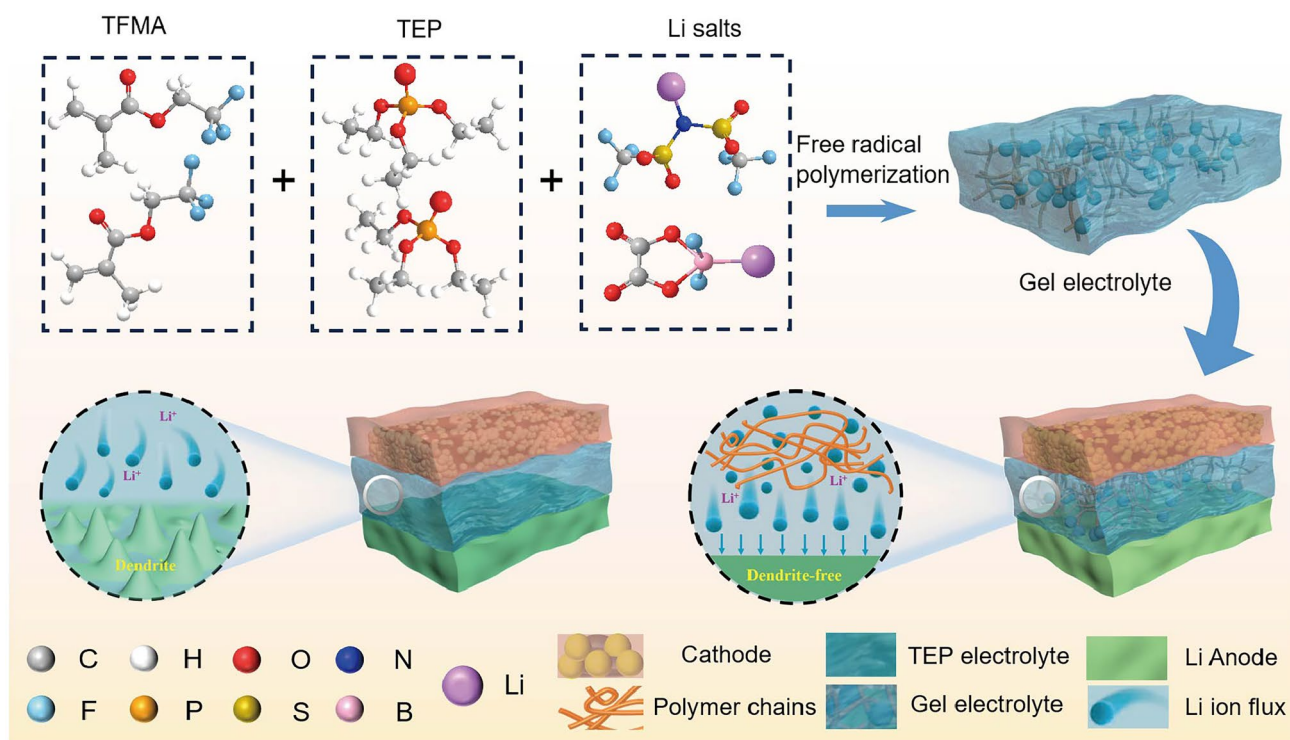 TFMA
TEP
Li salts
+
+
Free radical
polymerization
Gel electrolyte
Li⁺
Li⁺
Dendrite
Li⁺
Li⁺
Dendrite-free
C
H
O
N
Li
F
P
S
B
Cathode
TEP electrolyte
Li Anode
Polymer chains
Gel electrolyte
Li ion flux